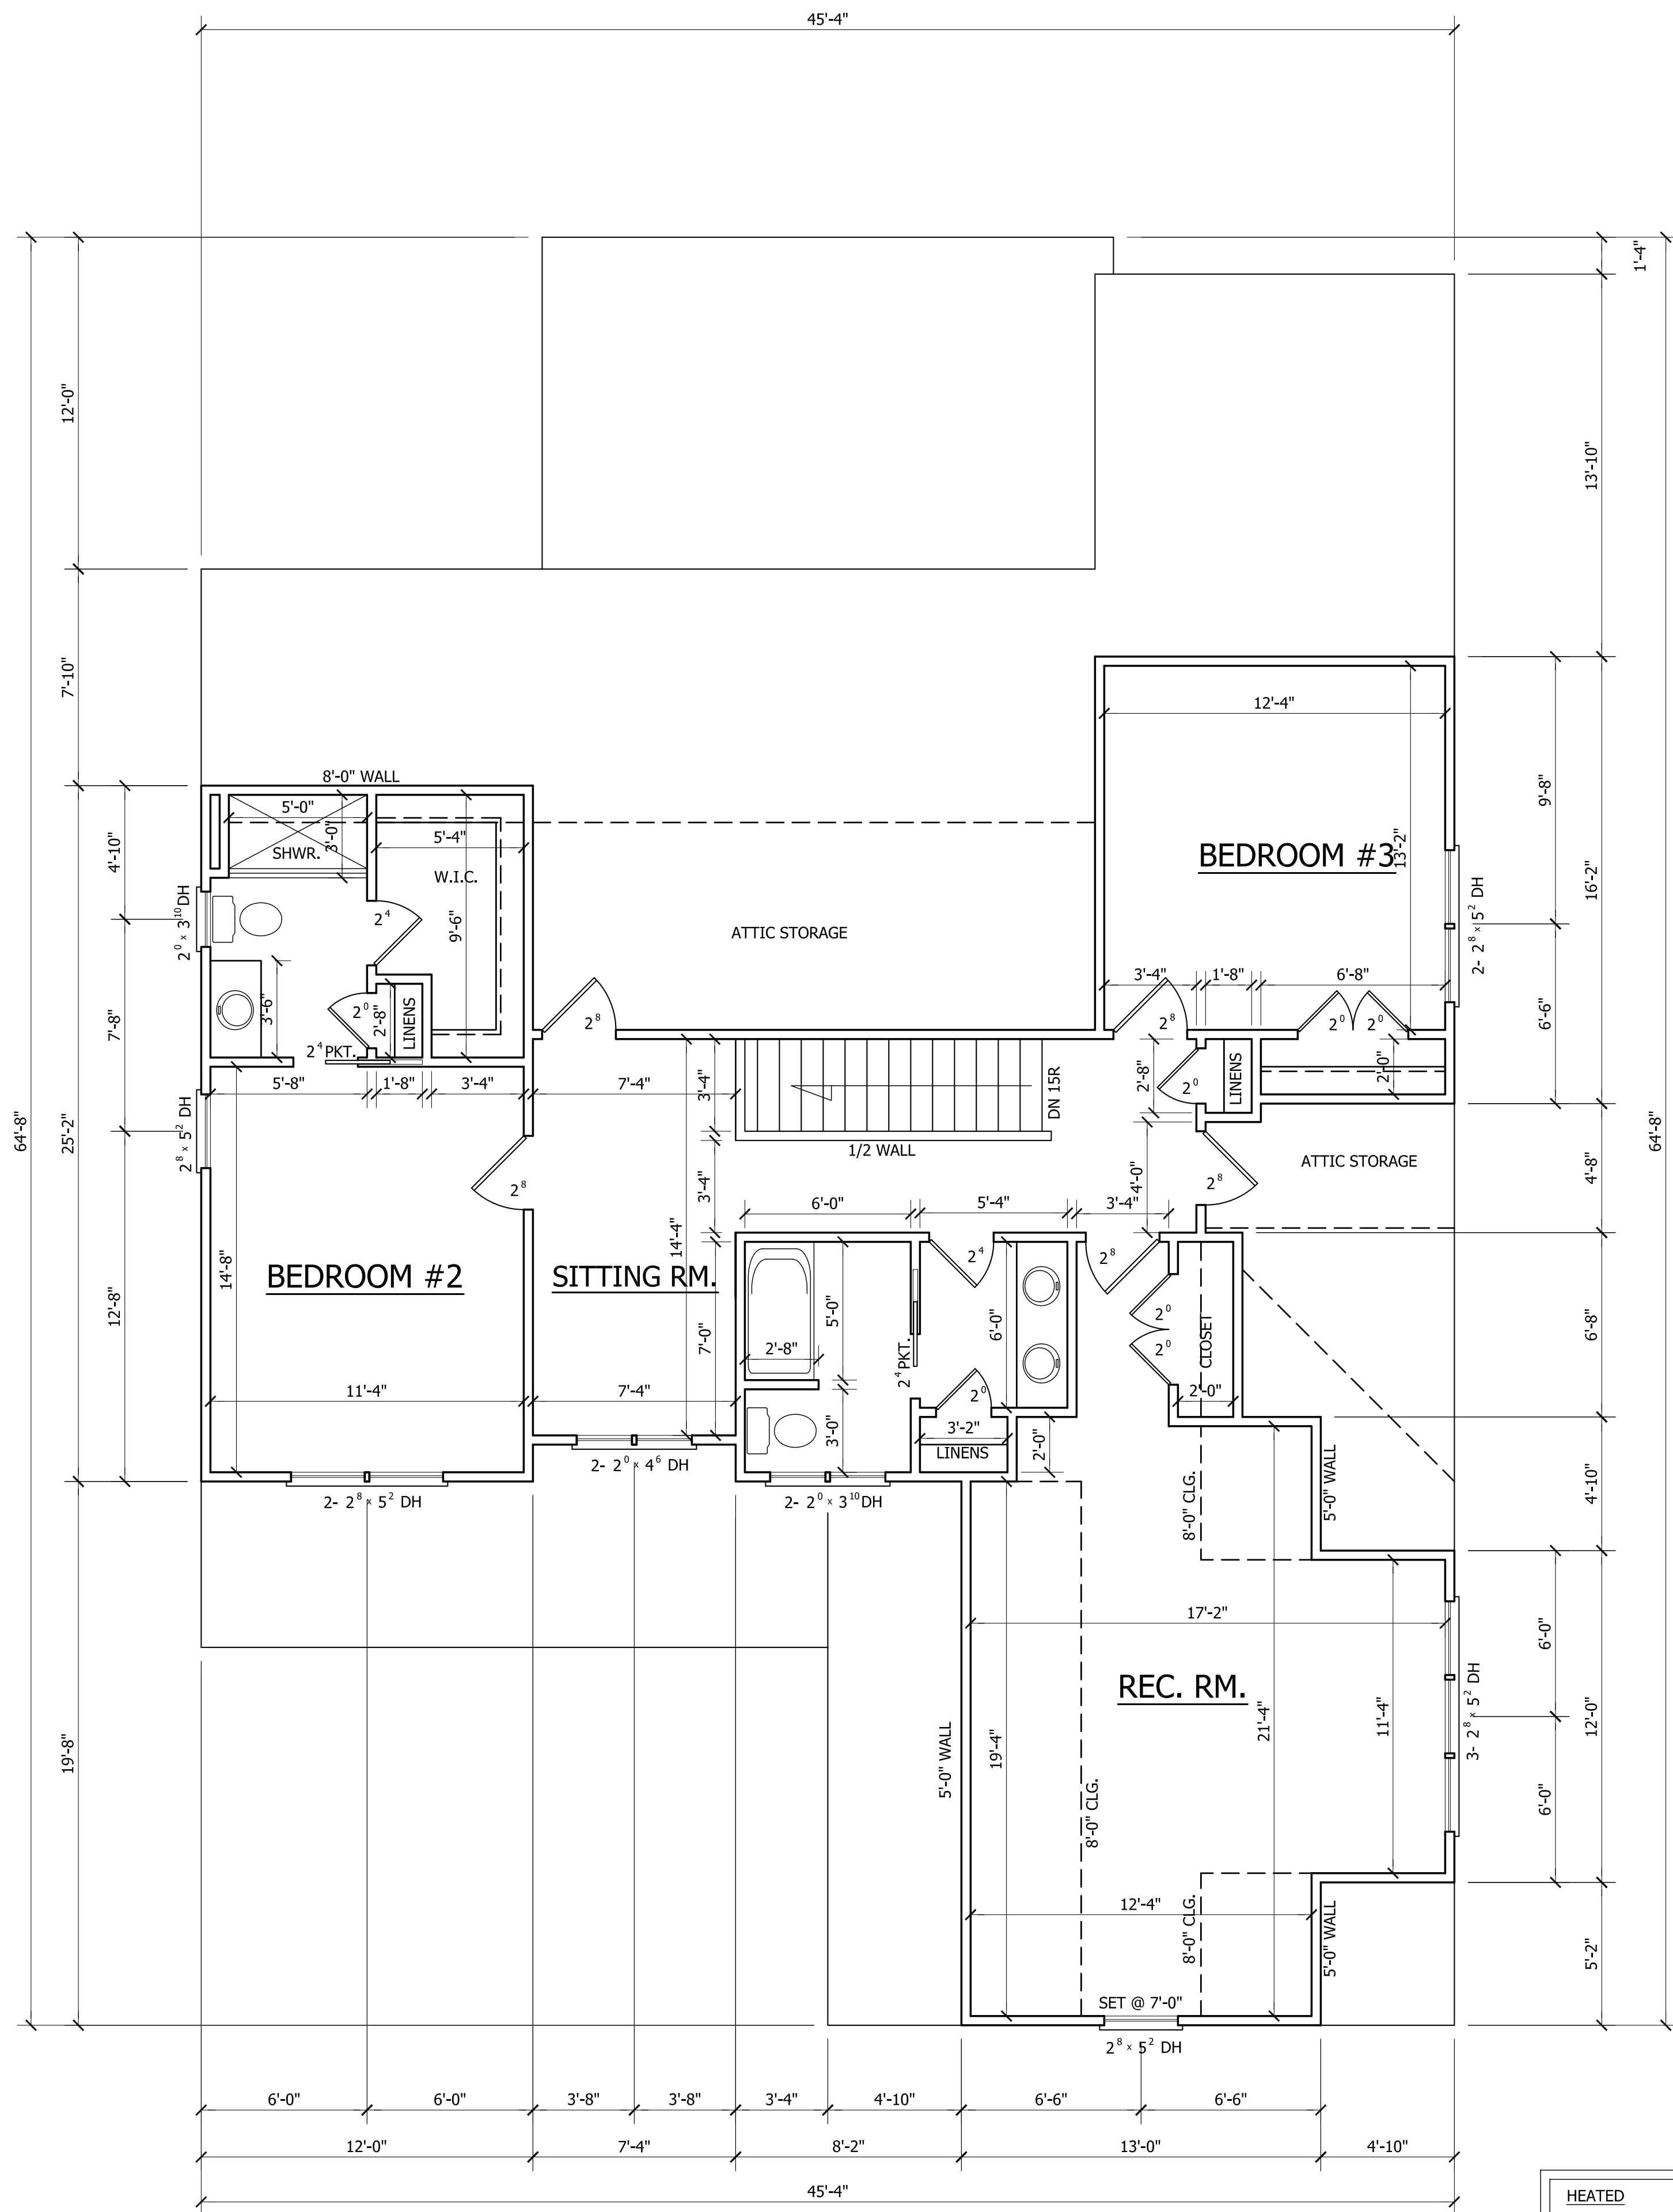 45'-4"
1'-4"
12'-0"
13'-10"
7'-10"
12'-4"
9'-8"
8'-0" WALL
5'-0"
3'-0"
SHWR.
5'-4"
W.I.C.
4'-10"
13'-2"
BEDROOM #3
16'-2"
2⁰ x 3¹⁰ DH
2⁴
9'-6"
ATTIC STORAGE
2- 2⁸ x 5² DH
3'-4"
1'-8"
6'-8"
3'-6"
2⁰
2'-8"
LINENS
2⁸
2⁸
2⁰
2⁰
6'-6"
7'-8"
2⁴ PKT.
5'-8"
1'-8"
3'-4"
7'-4"
3'-4"
DN 15R
2'-8"
2⁰
LINENS
2'-0"
64'-8"
25'-2"
2⁸ x 5² DH
1/2 WALL
64'-8"
2⁸
3'-4"
4'-0"
2⁸
ATTIC STORAGE
4'-8"
6'-0"
5'-4"
3'-4"
14'-8"
14'-4"
2⁴
2⁸
BEDROOM #2
SITTING RM.
12'-8"
7'-0"
5'-0"
2'-8"
2⁴ PKT.
6'-0"
2⁰
2⁰
CLOSET
6'-8"
11'-4"
7'-4"
2⁰
2'-0"
3'-0"
3'-2"
LINENS
2'-0"
2- 2⁰ x 4⁶ DH
2- 2⁸ x 5² DH
2- 2⁰ x 3¹⁰ DH
8'-0" CLG.
5'-0" WALL
4'-10"
17'-2"
6'-0"
REC. RM.
3- 2⁸ x 5² DH
19'-8"
5'-0" WALL
19'-4"
21'-4"
11'-4"
12'-0"
8'-0" CLG.
6'-0"
12'-4"
8'-0" CLG.
5'-0" WALL
5'-2"
SET @ 7'-0"
2⁸ x 5² DH
6'-0"
6'-0"
3'-8"
3'-8"
3'-4"
4'-10"
6'-6"
6'-6"
12'-0"
7'-4"
8'-2"
13'-0"
4'-10"
45'-4"
HEATED